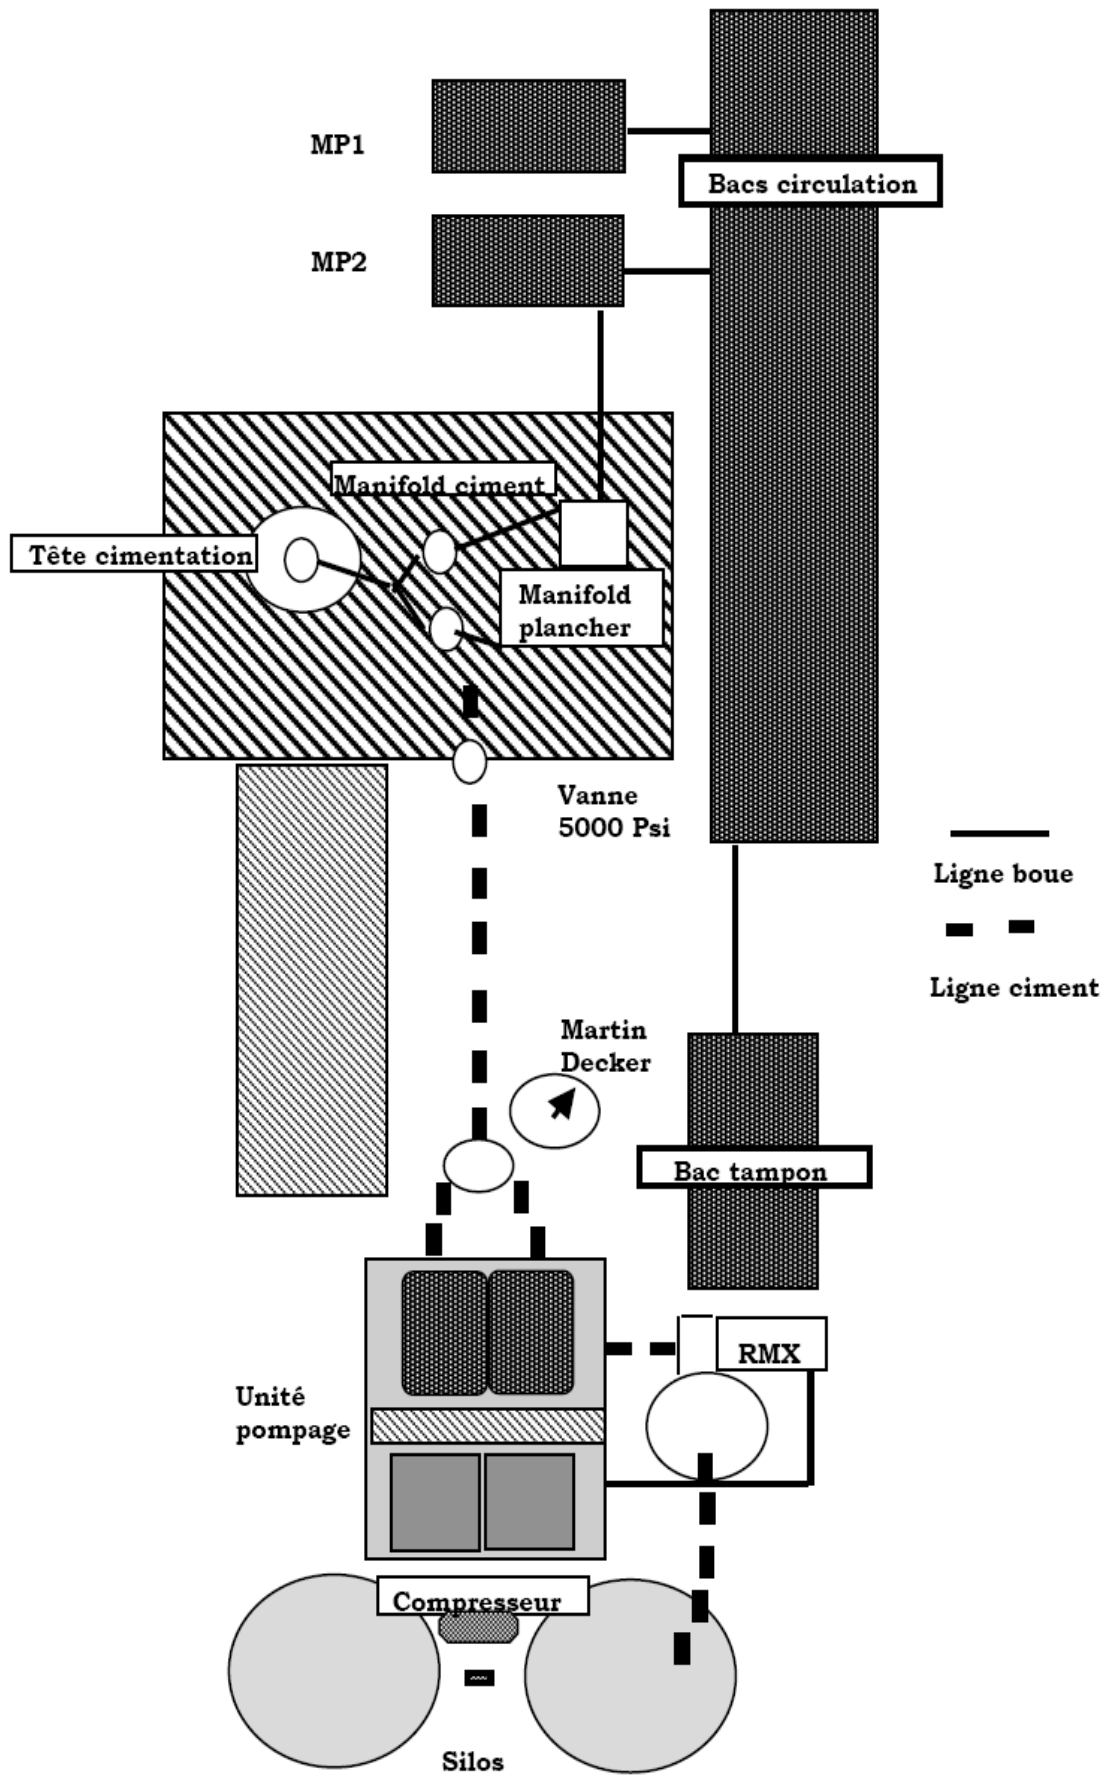 MP1
Bacs circulation
MP2
Manifold ciment
Tête cimentation
Manifold
plancher
Vanne
5000 Psi
Ligne boue
Ligne ciment
Martin
Decker
Bac tampon
RMX
Unité
pompage
Compresseur
Silos